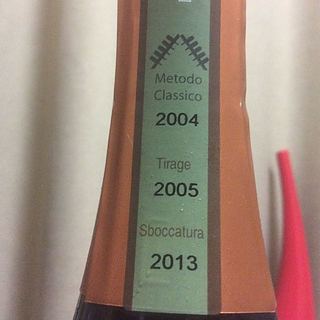 Metodo
Classico
2004
Tirage
2005
Sboccatura
2013